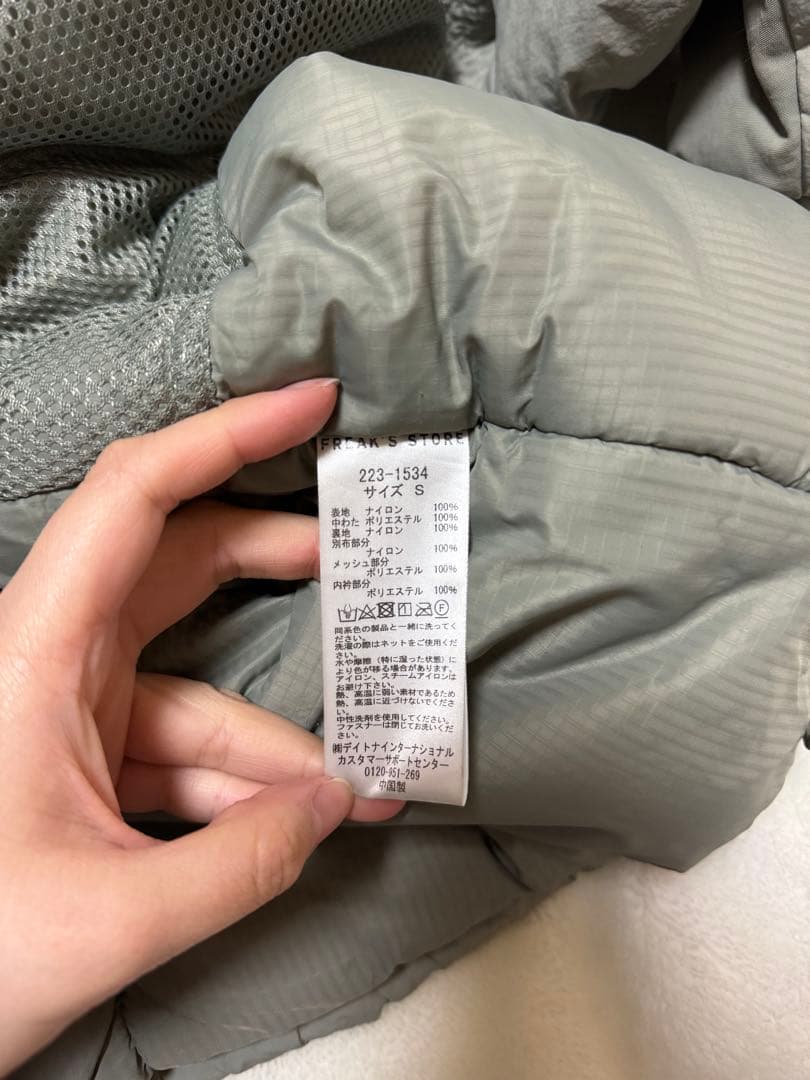 FREAK'S STORE
223-1534
サイズ S
表地 ナイロン 100%
中わた ポリエステル 100%
裏地 ナイロン 100%
別布部分
ナイロン 100%
メッシュ部分
ポリエステル 100%
内衿部分
ポリエステル 100%
同系色の製品と一緒に洗ってく
ださい。
洗濯の際はネットをご使用くだ
さい。
水や摩擦(特に湿った状態)に
より色が移る場合があります。
アイロン、スチームアイロンは
お避け下さい。
熱、高温に弱い素材であるため
熱、高温に近づけないでくださ
い。
中性洗剤を使用してください。
ファスナーは閉じてお洗いくだ
さい。
㈱デイトナインターナショナル
カスタマーサポートセンター
0120-951-269
中国製